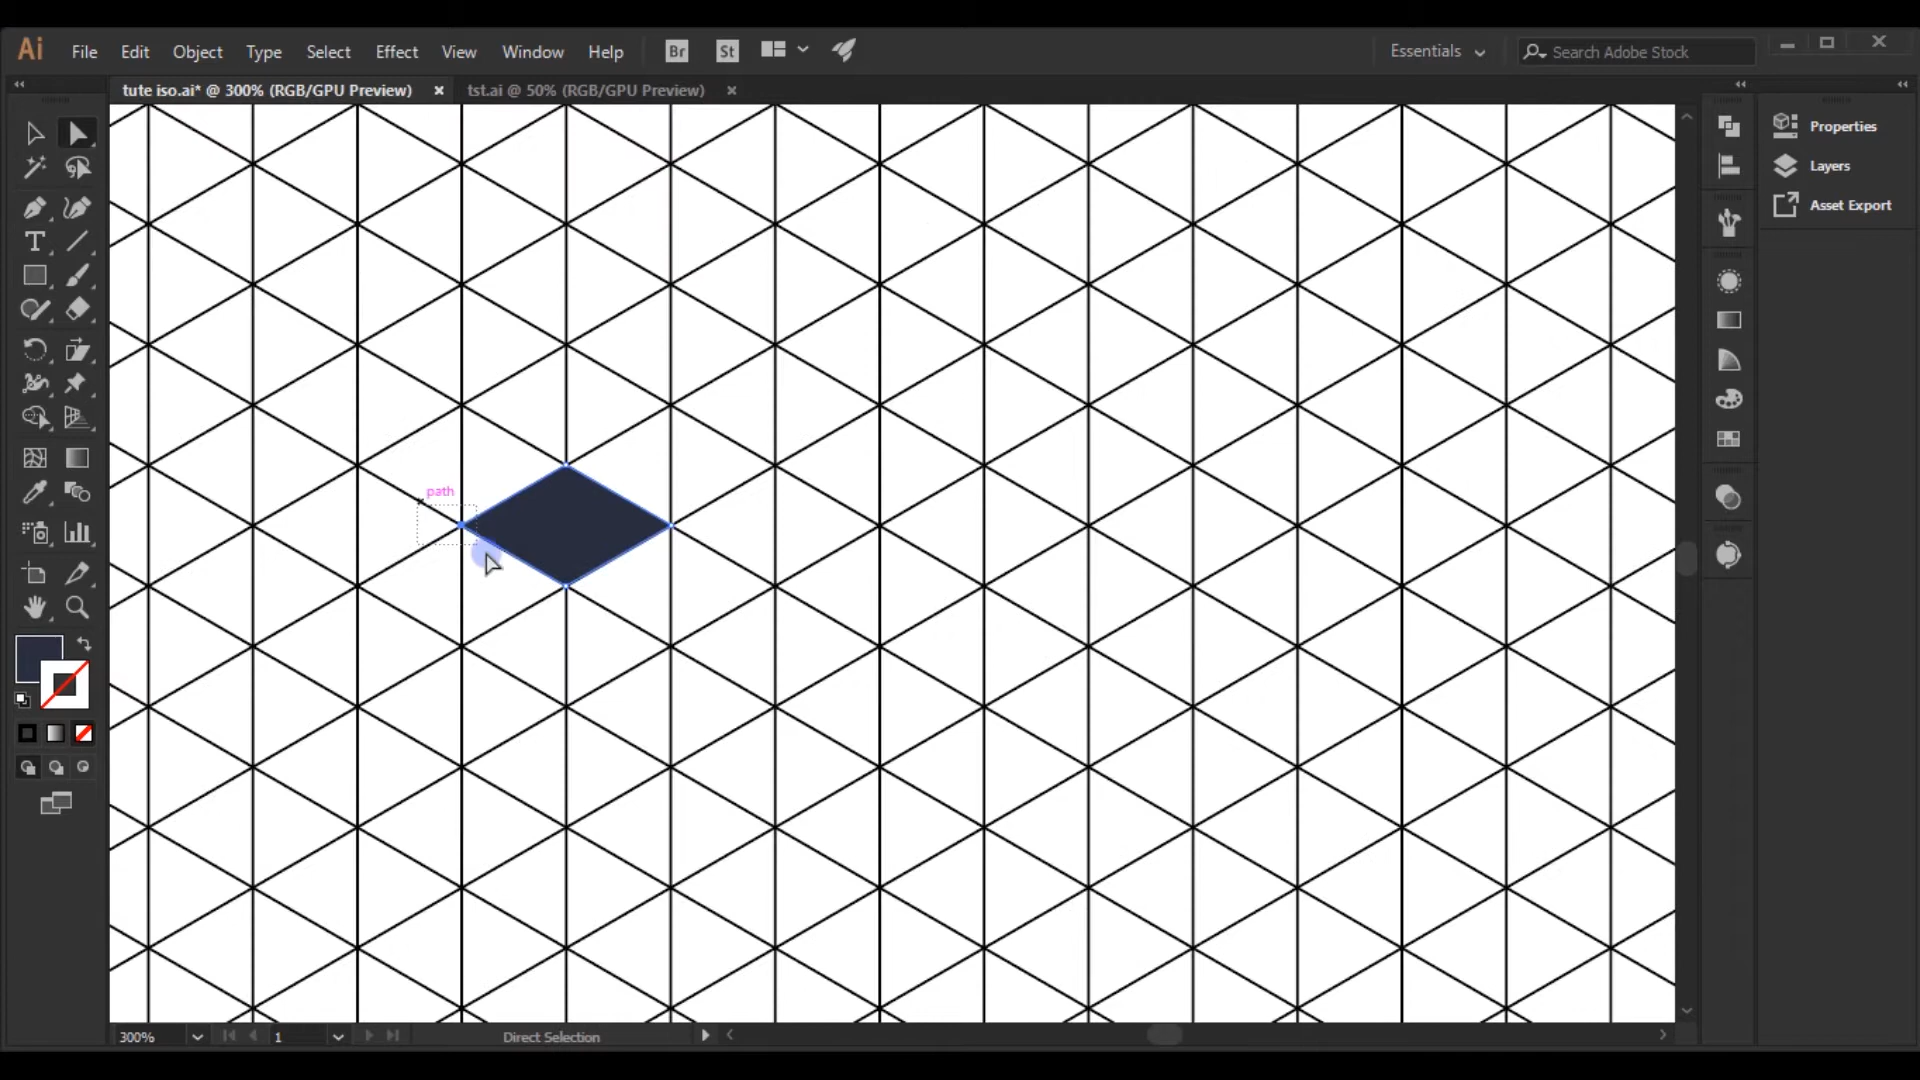 Ai File Edit Object Type Select Effect View Window Help Br St Essentials Search Adobe Stock
tute iso.ai* @ 300% (RGB/GPU Preview) tst.ai @ 50% (RGB/GPU Preview)
Properties
Layers
Asset Export
path
300% 1 Direct Selection